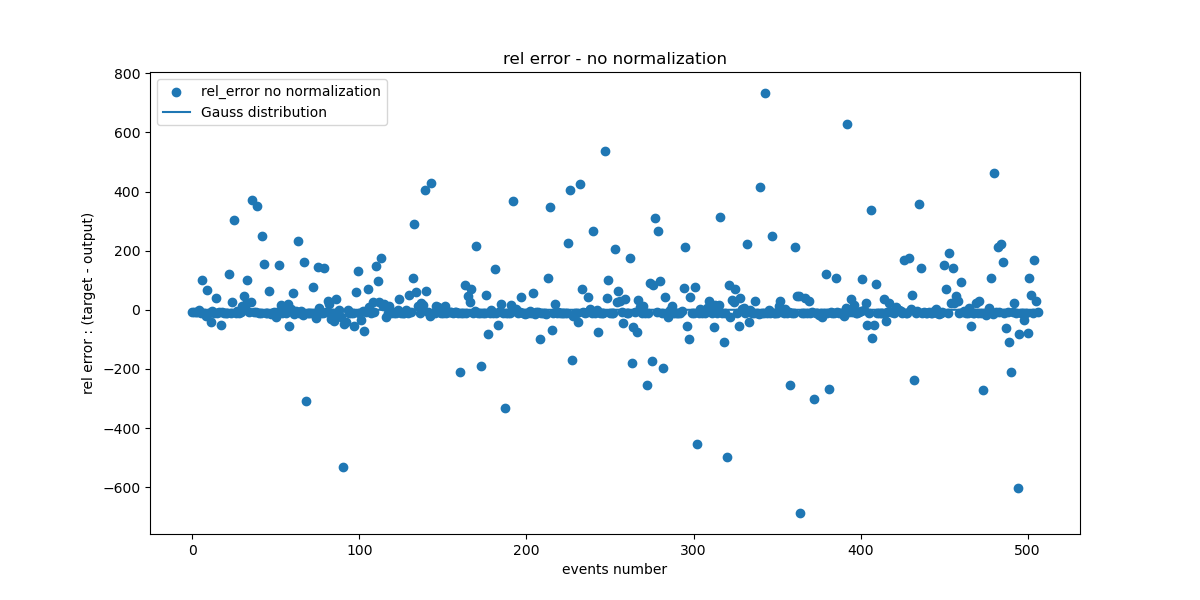 rel error - no normalization
rel_error no normalization
Gauss distribution
800
600
400
200
0
−200
−400
−600
rel error : (target - output)
0 100 200 300 400 500
events number